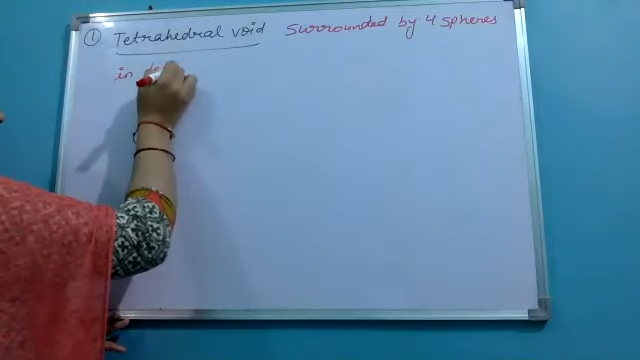 ① Tetrahedral void Surrounded by 4 spheres
in